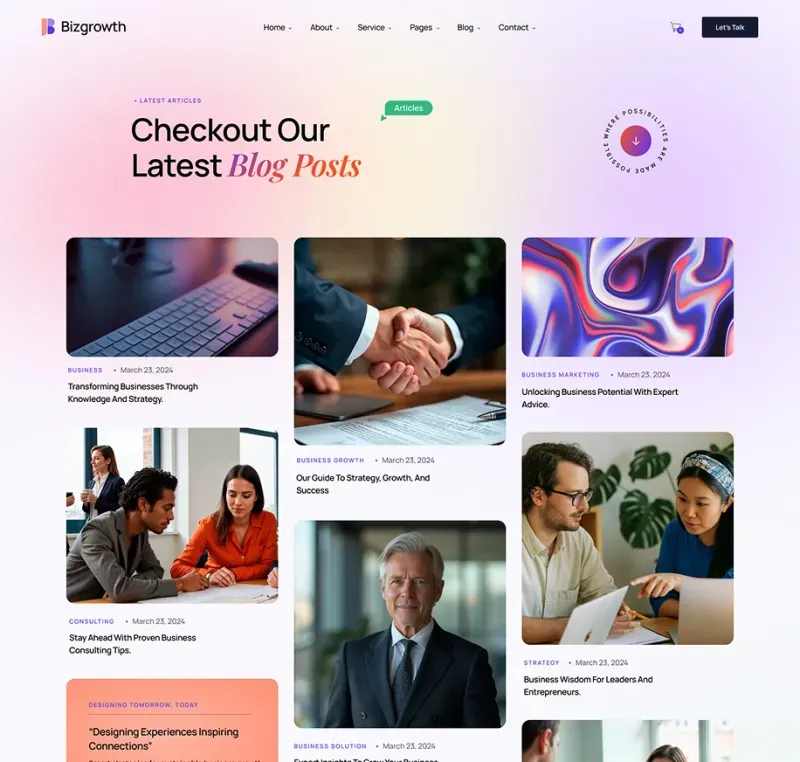 Bizgrowth
Home
About
Service
Pages
Blog
Contact
0
Let's Talk
• LATEST ARTICLES
Articles
Checkout Our
Latest Blog Posts
WHERE POSSIBILITIES ARE MADE POSSIBLE
BUSINESS • March 23, 2024
Transforming Businesses Through
Knowledge And Strategy.
CONSULTING • March 23, 2024
Stay Ahead With Proven Business
Consulting Tips.
DESIGNING TOMORROW, TODAY
“Designing Experiences Inspiring
Connections”
BUSINESS GROWTH • March 23, 2024
Our Guide To Strategy, Growth, And
Success
BUSINESS SOLUTION • March 23, 2024
Expert Insights To Grow Your Business
BUSINESS MARKETING • March 23, 2024
Unlocking Business Potential With Expert
Advice.
STRATEGY • March 23, 2024
Business Wisdom For Leaders And
Entrepreneurs.